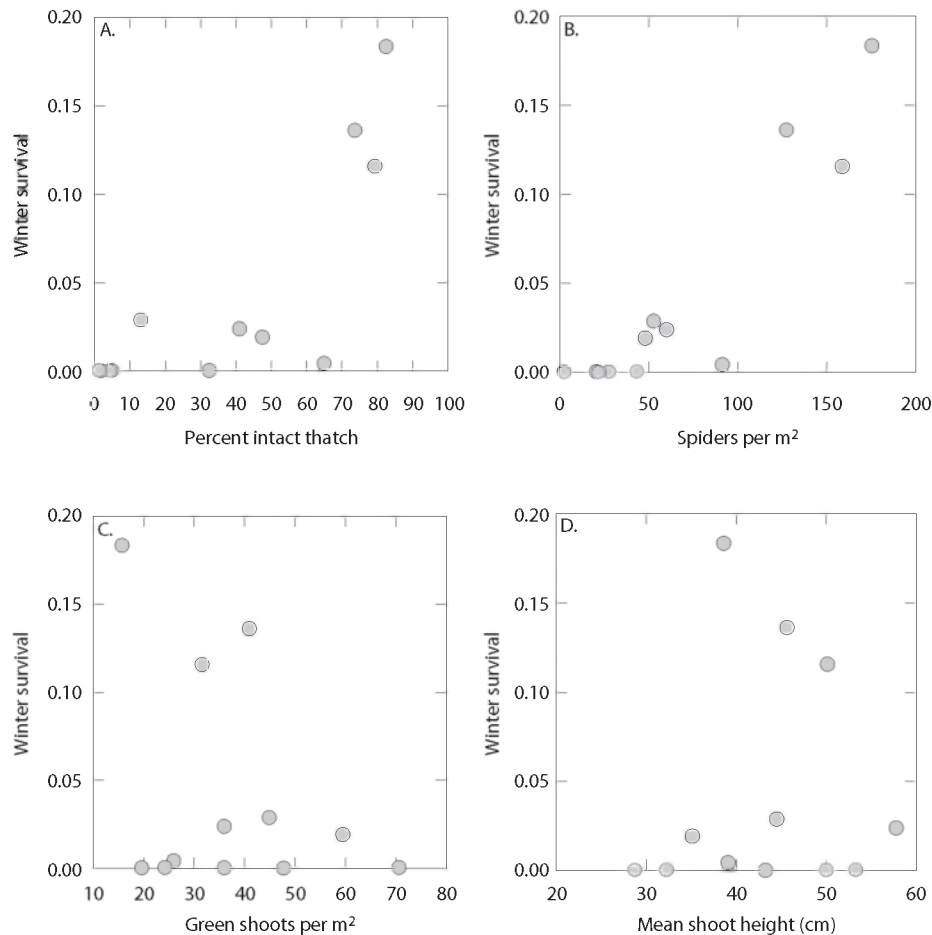 A.
0.20
0.15
0.10
0.05
0.00
Winter survival
0 10 20 30 40 50 60 70 80 90 100
Percent intact thatch
B.
0.20
0.15
0.10
0.05
0.00
Winter survival
0 50 100 150 200
Spiders per m²
C.
0.20
0.15
0.10
0.05
0.00
Winter survival
10 20 30 40 50 60 70 80
Green shoots per m²
D.
0.20
0.15
0.10
0.05
0.00
Winter survival
20 30 40 50 60
Mean shoot height (cm)